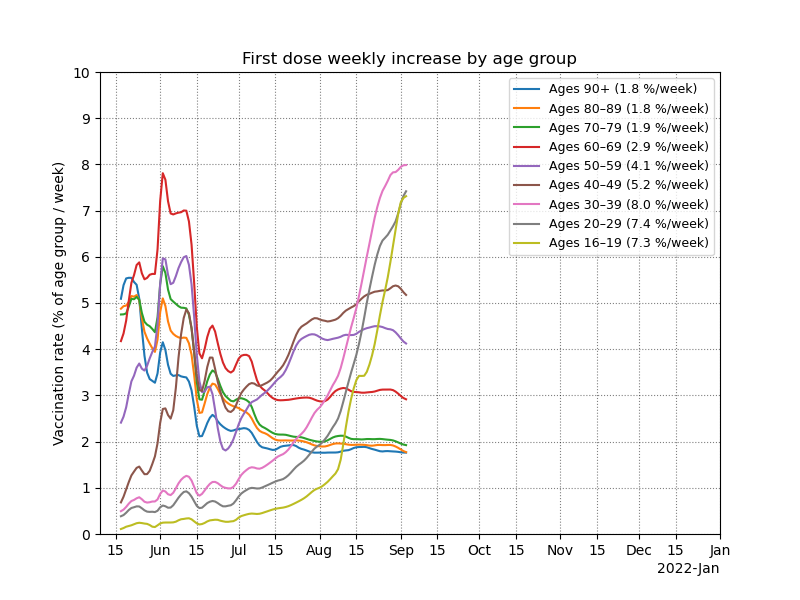 First dose weekly increase by age group
Vaccination rate (% of age group / week)
10
9
8
7
6
5
4
3
2
1
0
Ages 90+ (1.8 %/week)
Ages 80–89 (1.8 %/week)
Ages 70–79 (1.9 %/week)
Ages 60–69 (2.9 %/week)
Ages 50–59 (4.1 %/week)
Ages 40–49 (5.2 %/week)
Ages 30–39 (8.0 %/week)
Ages 20–29 (7.4 %/week)
Ages 16–19 (7.3 %/week)
15 Jun 15 Jul 15 Aug 15 Sep 15 Oct 15 Nov 15 Dec 15 Jan
2022-Jan